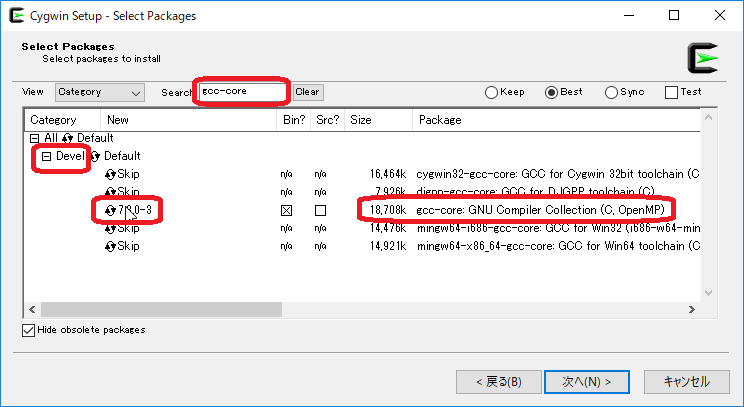 Cygwin Setup - Select Packages
Select Packages
Select packages to install
View Category Search gcc-core Clear Keep Best Sync Test
Category New Bin? Src? Size Package
All Default
Devel Default
Skip n/a n/a 16,464k cygwin32-gcc-core: GCC for Cygwin 32bit toolchain (C
Skip n/a n/a 7,926k djgpp-gcc-core: GCC for DJGPP toolchain (C)
18,708k gcc-core: GNU Compiler Collection (C, OpenMP)
Skip n/a n/a 14,476k mingw64-i686-gcc-core: GCC for Win32 (i686-w64-min
Skip n/a n/a 14,921k mingw64-x86_64-gcc-core: GCC for Win64 toolchain (C
Hide obsolete packages
< 戻る(B) 次へ(N) > キャンセル